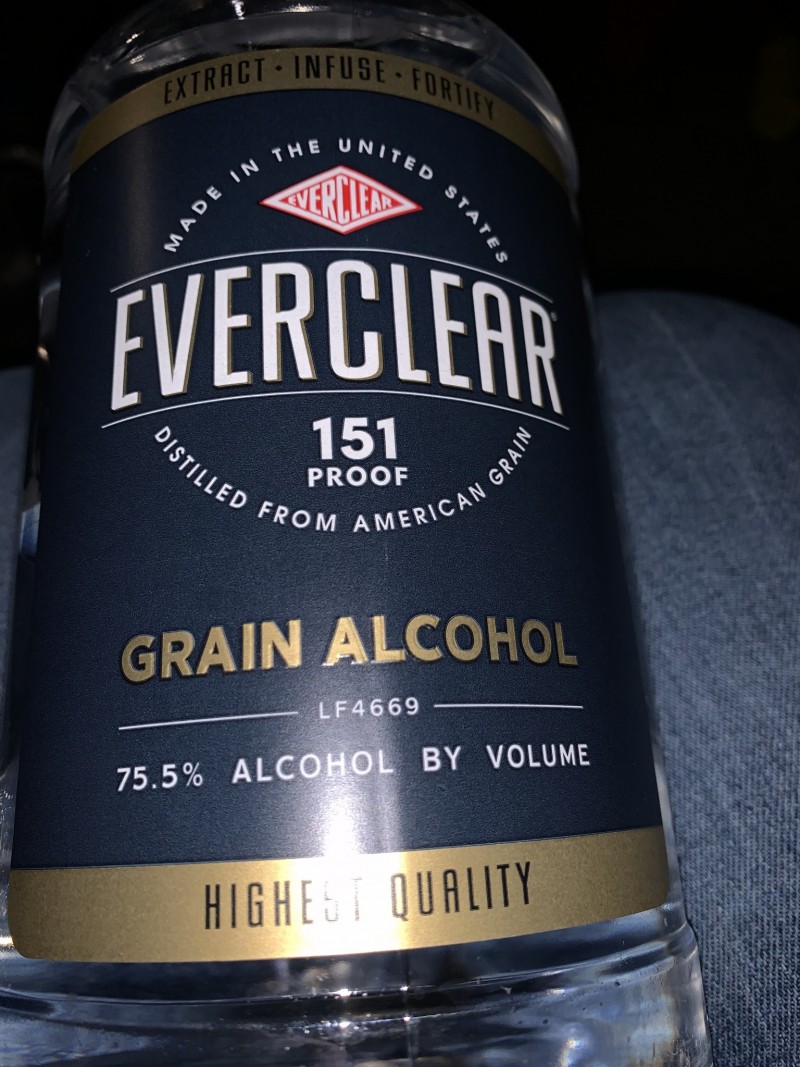 EXTRACT · INFUSE · FORTIFY
MADE IN THE UNITED STATES
EVERCLEAR
EVERCLEAR®
151
PROOF
DISTILLED FROM AMERICAN GRAIN
GRAIN ALCOHOL
LF4669
75.5% ALCOHOL BY VOLUME
HIGHEST QUALITY